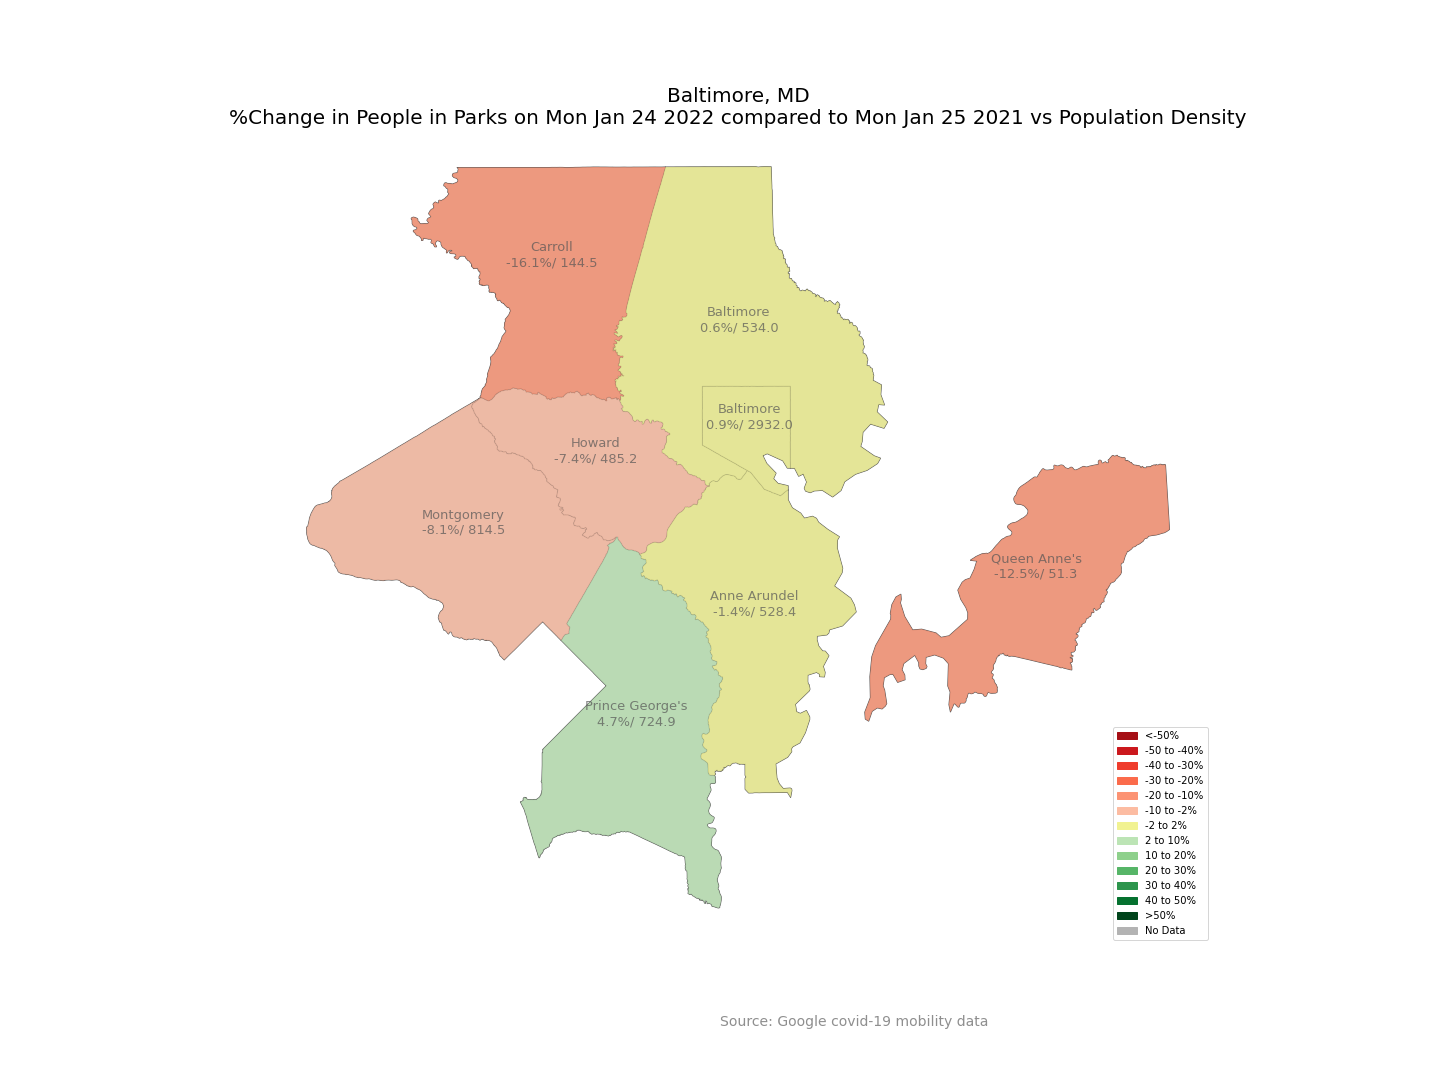 Baltimore, MD
%Change in People in Parks on Mon Jan 24 2022 compared to Mon Jan 25 2021 vs Population Density
Carroll
-16.1%/ 144.5
Baltimore
0.6%/ 534.0
Baltimore
0.9%/ 2932.0
Howard
-7.4%/ 485.2
Montgomery
-8.1%/ 814.5
Queen Anne's
-12.5%/ 51.3
Anne Arundel
-1.4%/ 528.4
Prince George's
4.7%/ 724.9
<-50%
-50 to -40%
-40 to -30%
-30 to -20%
-20 to -10%
-10 to -2%
-2 to 2%
2 to 10%
10 to 20%
20 to 30%
30 to 40%
40 to 50%
>50%
No Data
Source: Google covid-19 mobility data